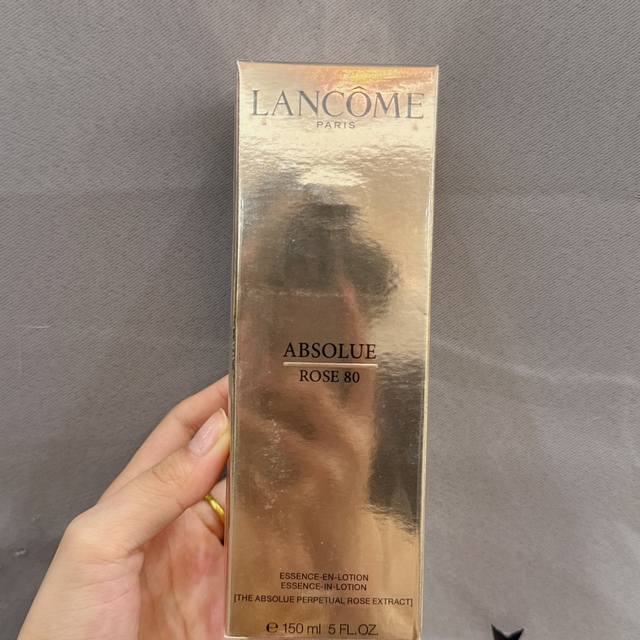 LANCÔME
PARIS
ABSOLUE
ROSE 80
ESSENCE-EN-LOTION
ESSENCE-IN-LOTION
[THE ABSOLUE PERPETUAL ROSE EXTRACT]
℮ 150 ml 5 FL.OZ.